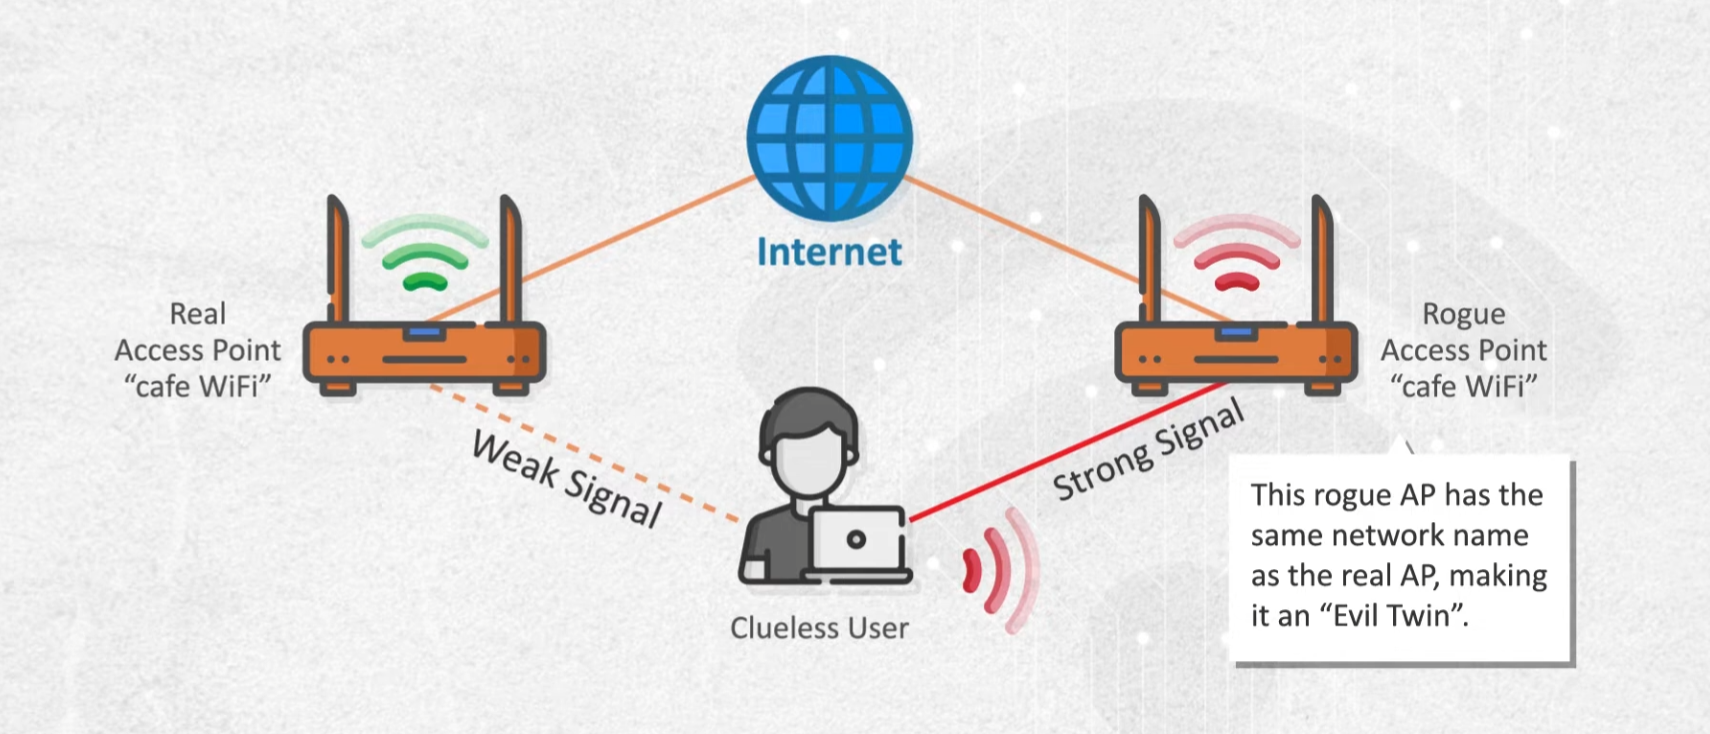 Internet
Real
Access Point
“cafe WiFi”
Rogue
Access Point
“cafe WiFi”
Weak Signal
Strong Signal
This rogue AP has the
same network name
as the real AP, making
it an “Evil Twin”.
Clueless User